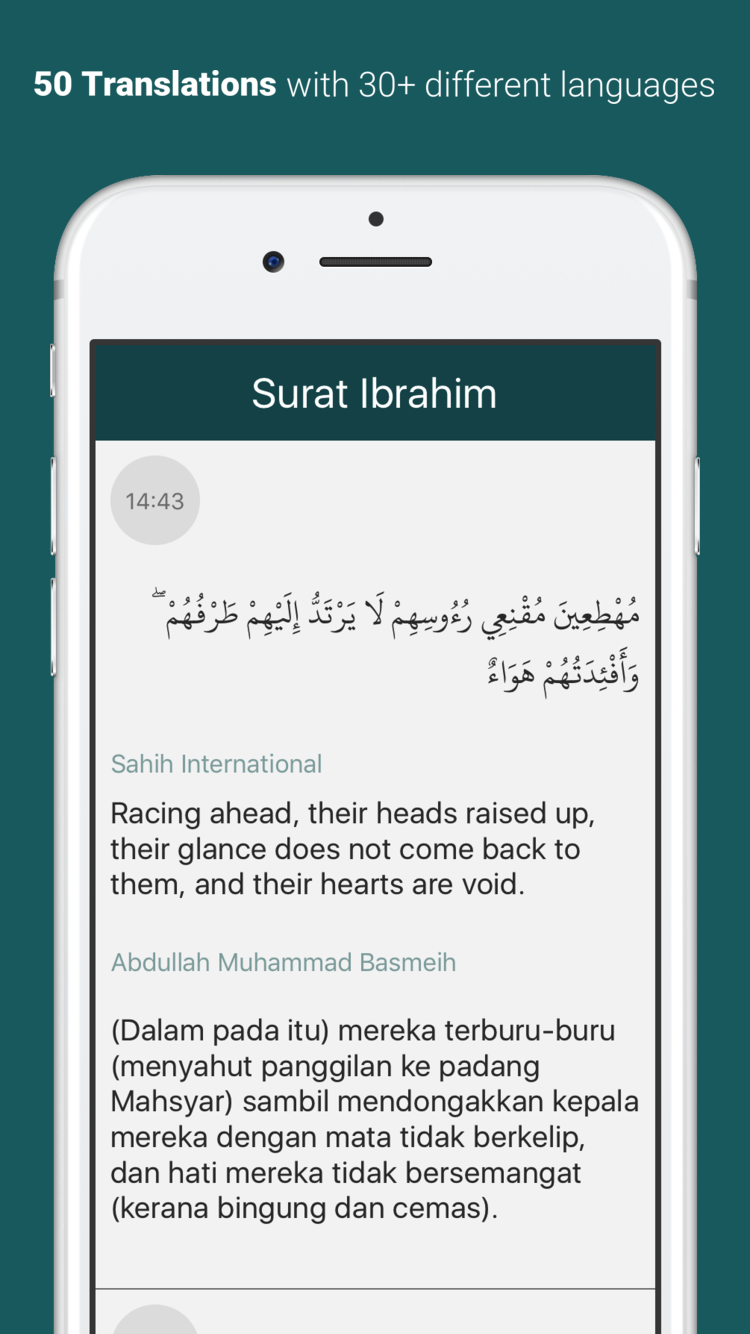 50 Translations with 30+ different languages
Surat Ibrahim
14:43
مُهْطِعِينَ مُقْنِعِي رُءُوسِهِمْ لَا يَرْتَدُّ إِلَيْهِمْ طَرْفُهُمْ ۖ
وَأَفْئِدَتُهُمْ هَوَاءٌ
Sahih International
Racing ahead, their heads raised up,
their glance does not come back to
them, and their hearts are void.
Abdullah Muhammad Basmeih
(Dalam pada itu) mereka terburu-buru
(menyahut panggilan ke padang
Mahsyar) sambil mendongakkan kepala
mereka dengan mata tidak berkelip,
dan hati mereka tidak bersemangat
(kerana bingung dan cemas).